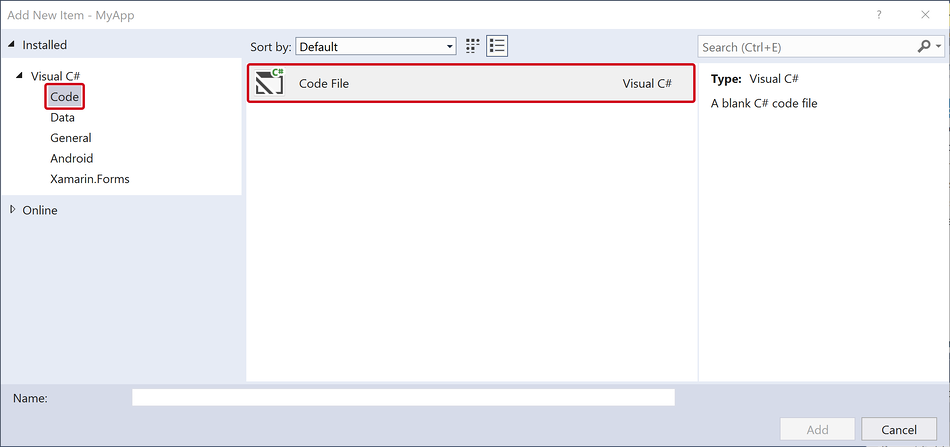 Add New Item - MyApp
?
Installed
Sort by: Default
Search (Ctrl+E)
Visual C#
Code
Data
General
Android
Xamarin.Forms
Online
C#
Code File Visual C#
Type: Visual C#
A blank C# code file
Name:
Add Cancel